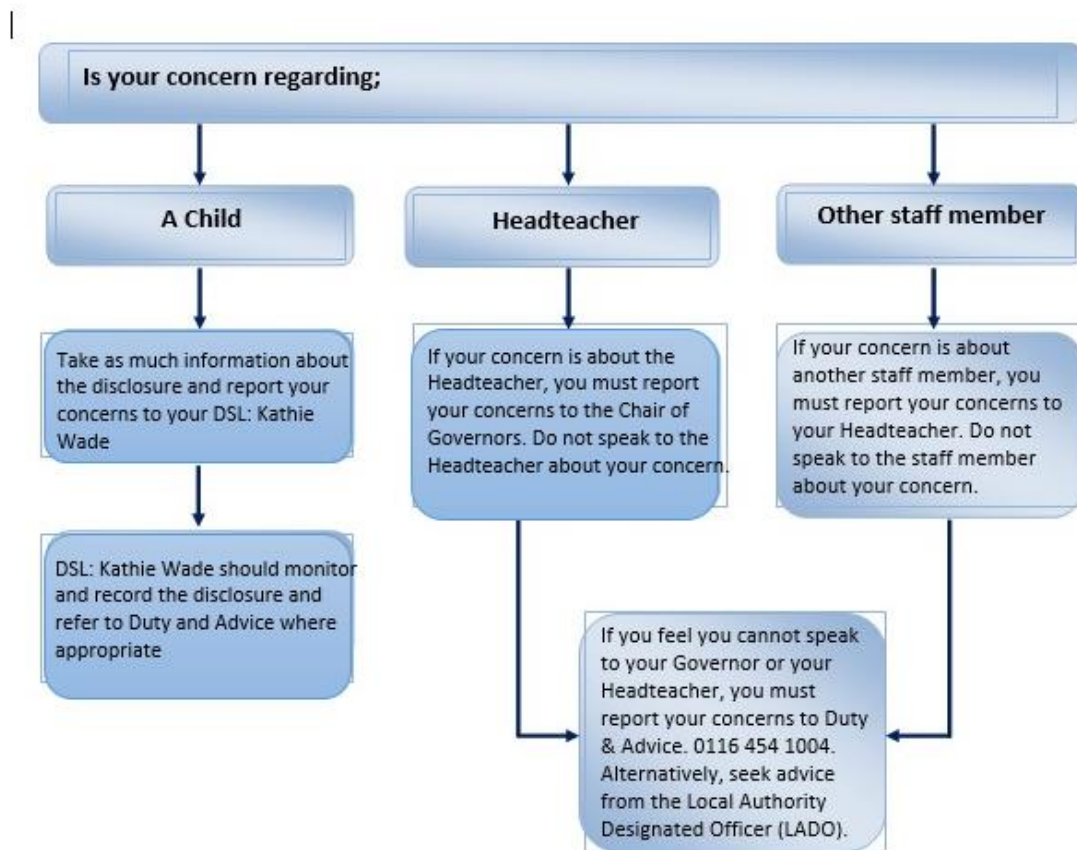 Is your concern regarding;
A Child
Headteacher
Other staff member
Take as much information about
the disclosure and report your
concerns to your DSL: Kathie
Wade
If your concern is about the
Headteacher, you must report
your concerns to the Chair of
Governors. Do not speak to the
Headteacher about your concern.
If your concern is about
another staff member, you
must report your concerns to
your Headteacher. Do not
speak to the staff member
about your concern.
DSL: Kathie Wade should monitor
and record the disclosure and
refer to Duty and Advice where
appropriate
If you feel you cannot speak
to your Governor or your
Headteacher, you must
report your concerns to Duty
& Advice. 0116 454 1004.
Alternatively, seek advice
from the Local Authority
Designated Officer (LADO).